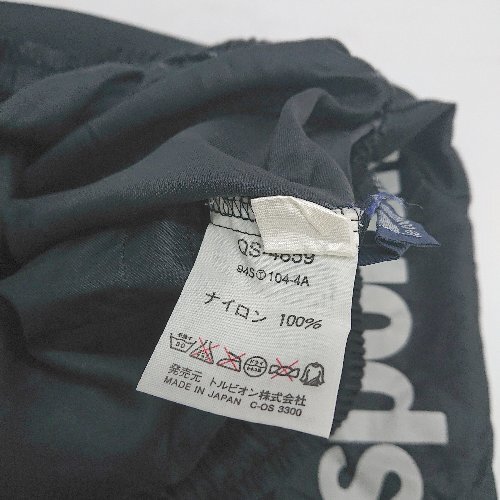 QS-4659
94S①104-4A
ナイロン 100%
発売元 トルビオン株式会社
MADE IN JAPAN C-OS 3300
spo